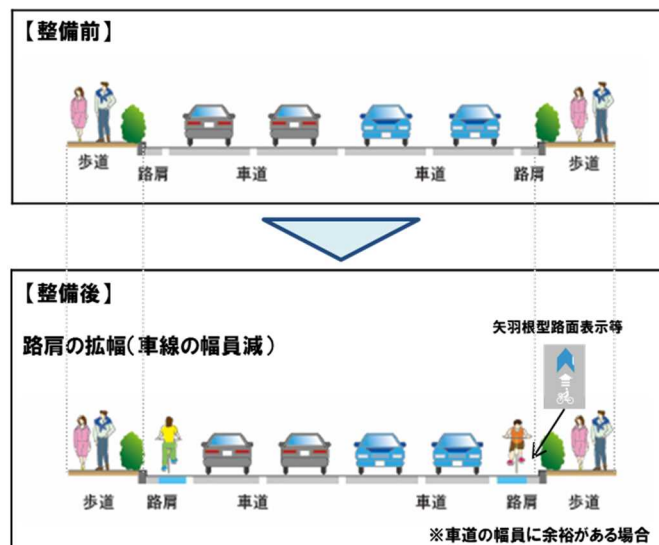 【整備前】
歩道 路肩 車道 車道 路肩 歩道
【整備後】
路肩の拡幅(車線の幅員減)
矢羽根型路面表示等
歩道 路肩 車道 車道 路肩 歩道
※車道の幅員に余裕がある場合